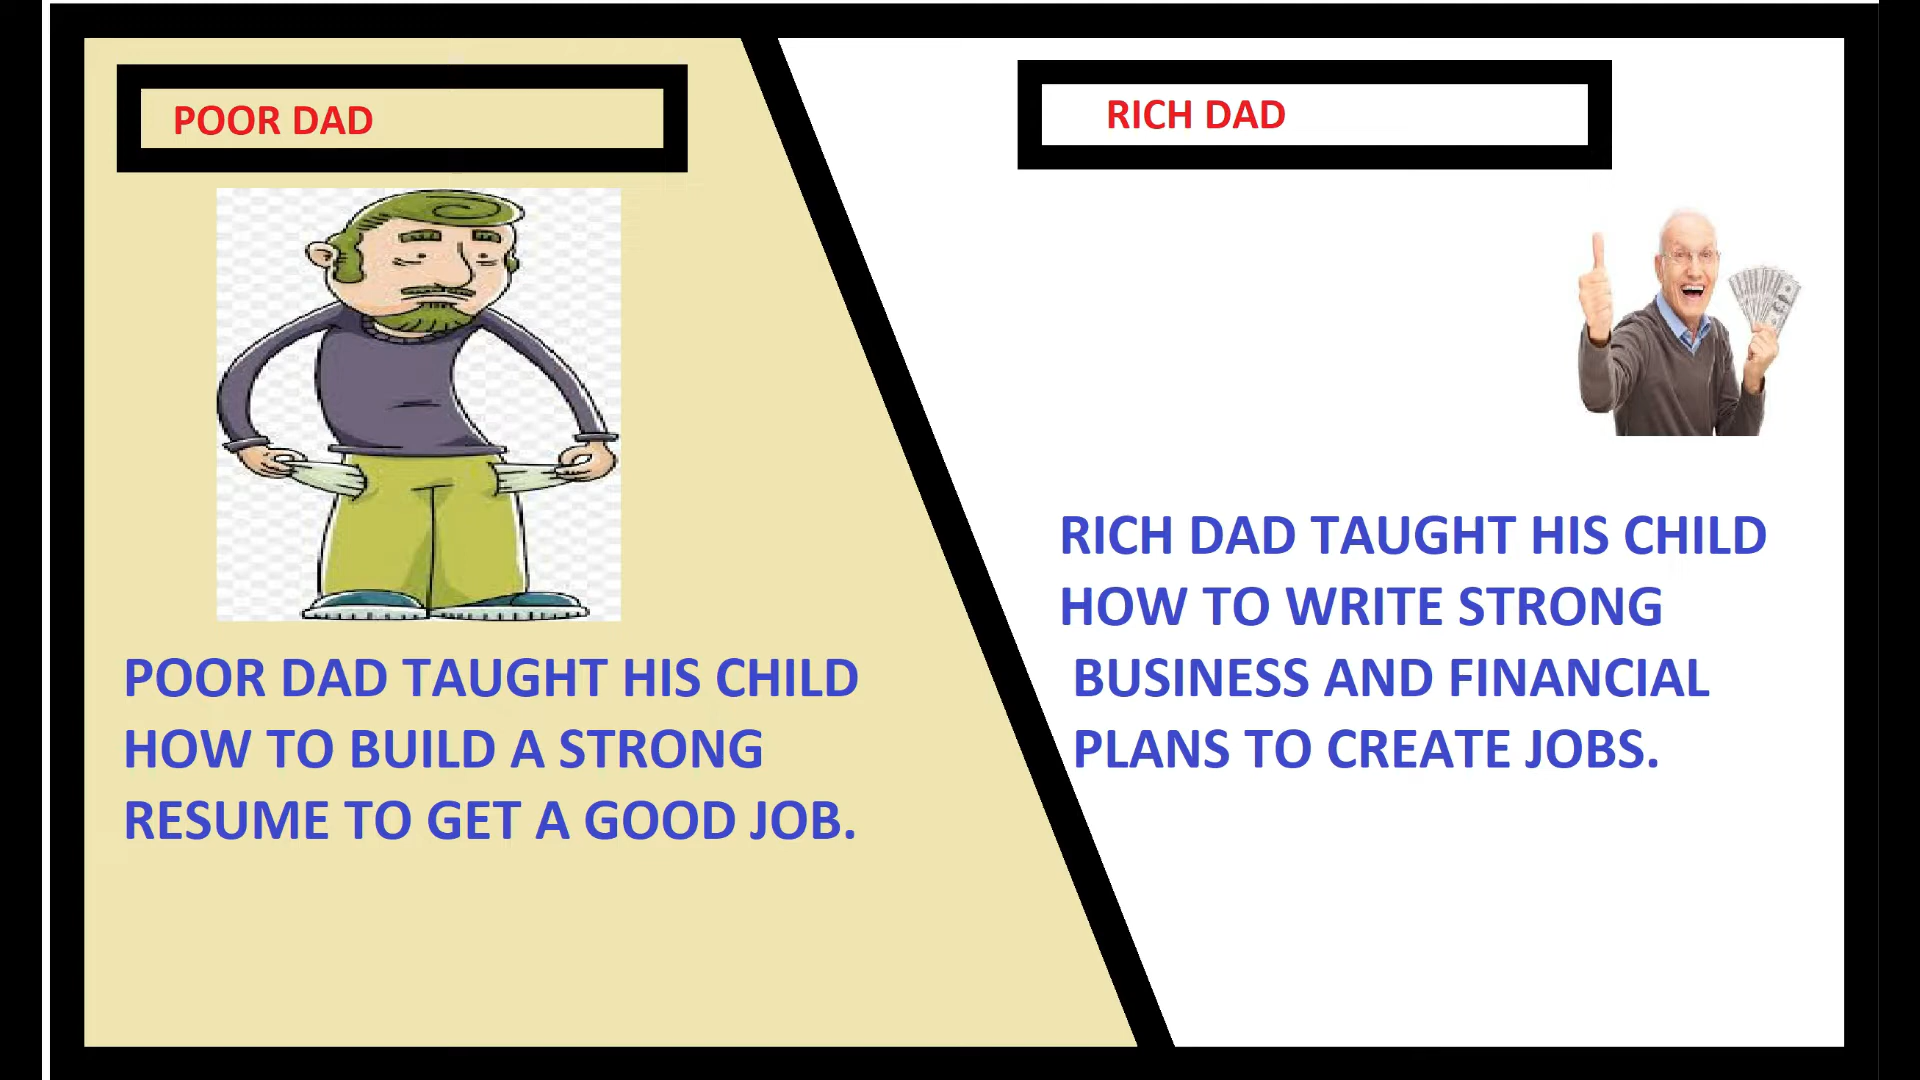 POOR DAD
POOR DAD TAUGHT HIS CHILD
HOW TO BUILD A STRONG
RESUME TO GET A GOOD JOB.
RICH DAD
RICH DAD TAUGHT HIS CHILD
HOW TO WRITE STRONG
BUSINESS AND FINANCIAL
PLANS TO CREATE JOBS.